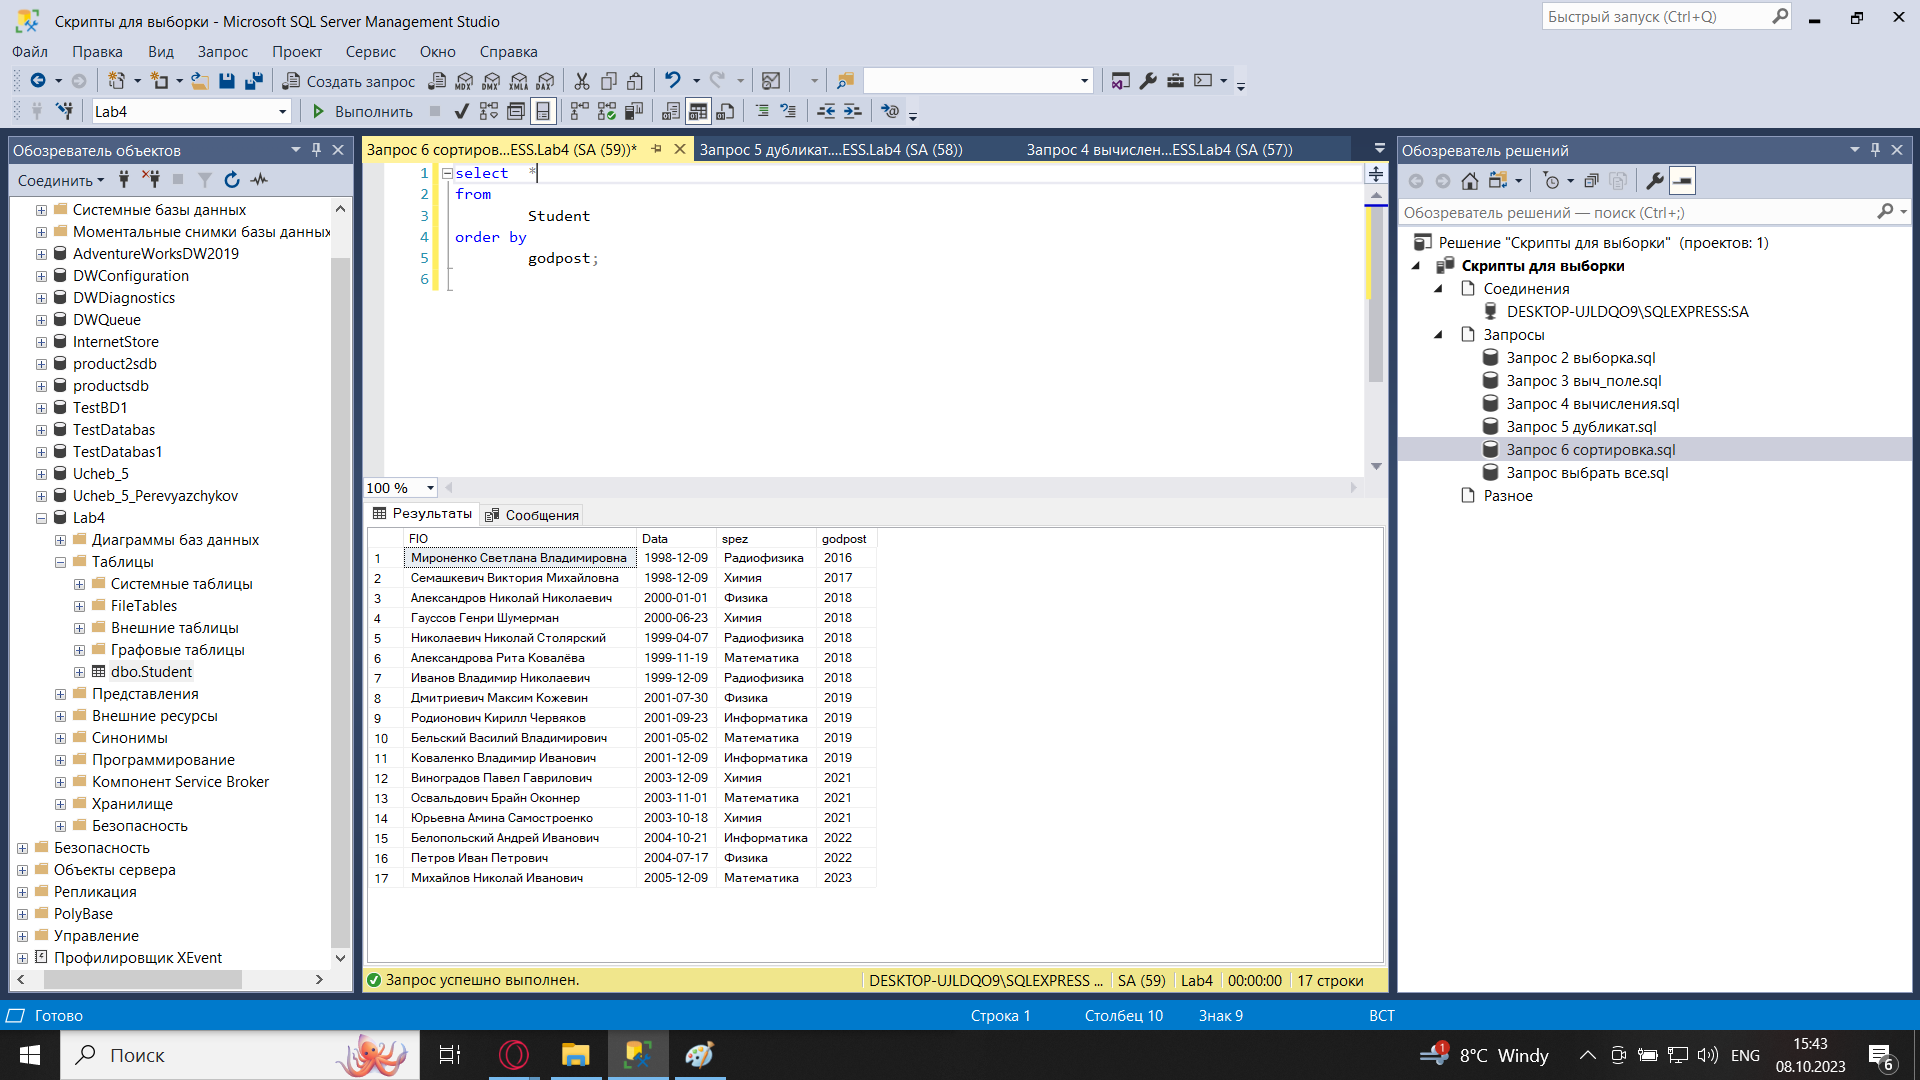 Скрипты для выборки - Microsoft SQL Server Management Studio
Быстрый запуск (Ctrl+Q)
Файл Правка Вид Запрос Проект Сервис Окно Справка
Создать запрос MDX DMX XMLA DAX
Lab4 Выполнить
Обозреватель объектов
Соединить
Системные базы данных
Моментальные снимки базы данных
AdventureWorksDW2019
DWConfiguration
DWDiagnostics
DWQueue
InternetStore
product2sdb
productsdb
TestBD1
TestDatabas
TestDatabas1
Ucheb_5
Ucheb_5_Perevyazchykov
Lab4
Диаграммы баз данных
Таблицы
Системные таблицы
FileTables
Внешние таблицы
Графовые таблицы
dbo.Student
Представления
Внешние ресурсы
Синонимы
Программирование
Компонент Service Broker
Хранилище
Безопасность
Безопасность
Объекты сервера
Репликация
PolyBase
Управление
Профилировщик XEvent
Запрос 6 сортиров...ESS.Lab4 (SA (59))* Запрос 5 дубликат....ESS.Lab4 (SA (58)) Запрос 4 вычислен...ESS.Lab4 (SA (57))
1 select *
2 from
3 Student
4 order by
5 godpost;
6
100 %
Результаты Сообщения
FIO Data spez godpost
1 Мироненко Светлана Владимировна 1998-12-09 Радиофизика 2016
2 Семашкевич Виктория Михайловна 1998-12-09 Химия 2017
3 Александров Николай Николаевич 2000-01-01 Физика 2018
4 Гауссов Генри Шумерман 2000-06-23 Химия 2018
5 Николаевич Николай Столярский 1999-04-07 Радиофизика 2018
6 Александрова Рита Ковалёва 1999-11-19 Математика 2018
7 Иванов Владимир Николаевич 1999-12-09 Радиофизика 2018
8 Дмитриевич Максим Кожевин 2001-07-30 Физика 2019
9 Родионович Кирилл Червяков 2001-09-23 Информатика 2019
10 Бельский Василий Владимирович 2001-05-02 Математика 2019
11 Коваленко Владимир Иванович 2001-12-09 Информатика 2019
12 Виноградов Павел Гаврилович 2003-12-09 Химия 2021
13 Освальдович Брайн Оконнер 2003-11-01 Математика 2021
14 Юрьевна Амина Самостроенко 2003-10-18 Химия 2021
15 Белопольский Андрей Иванович 2004-10-21 Информатика 2022
16 Петров Иван Петрович 2004-07-17 Физика 2022
17 Михайлов Николай Иванович 2005-12-09 Математика 2023
Запрос успешно выполнен. DESKTOP-UJLDQO9\SQLEXPRESS ... SA (59) Lab4 00:00:00 17 строки
Обозреватель решений
Обозреватель решений — поиск (Ctrl+;)
Решение "Скрипты для выборки" (проектов: 1)
Скрипты для выборки
Соединения
DESKTOP-UJLDQO9\SQLEXPRESS:SA
Запросы
Запрос 2 выборка.sql
Запрос 3 выч_поле.sql
Запрос 4 вычисления.sql
Запрос 5 дубликат.sql
Запрос 6 сортировка.sql
Запрос выбрать все.sql
Разное
Готово Строка 1 Столбец 10 Знак 9 ВСТ
Поиск
1 8°C Windy ENG 15:43
08.10.2023 6